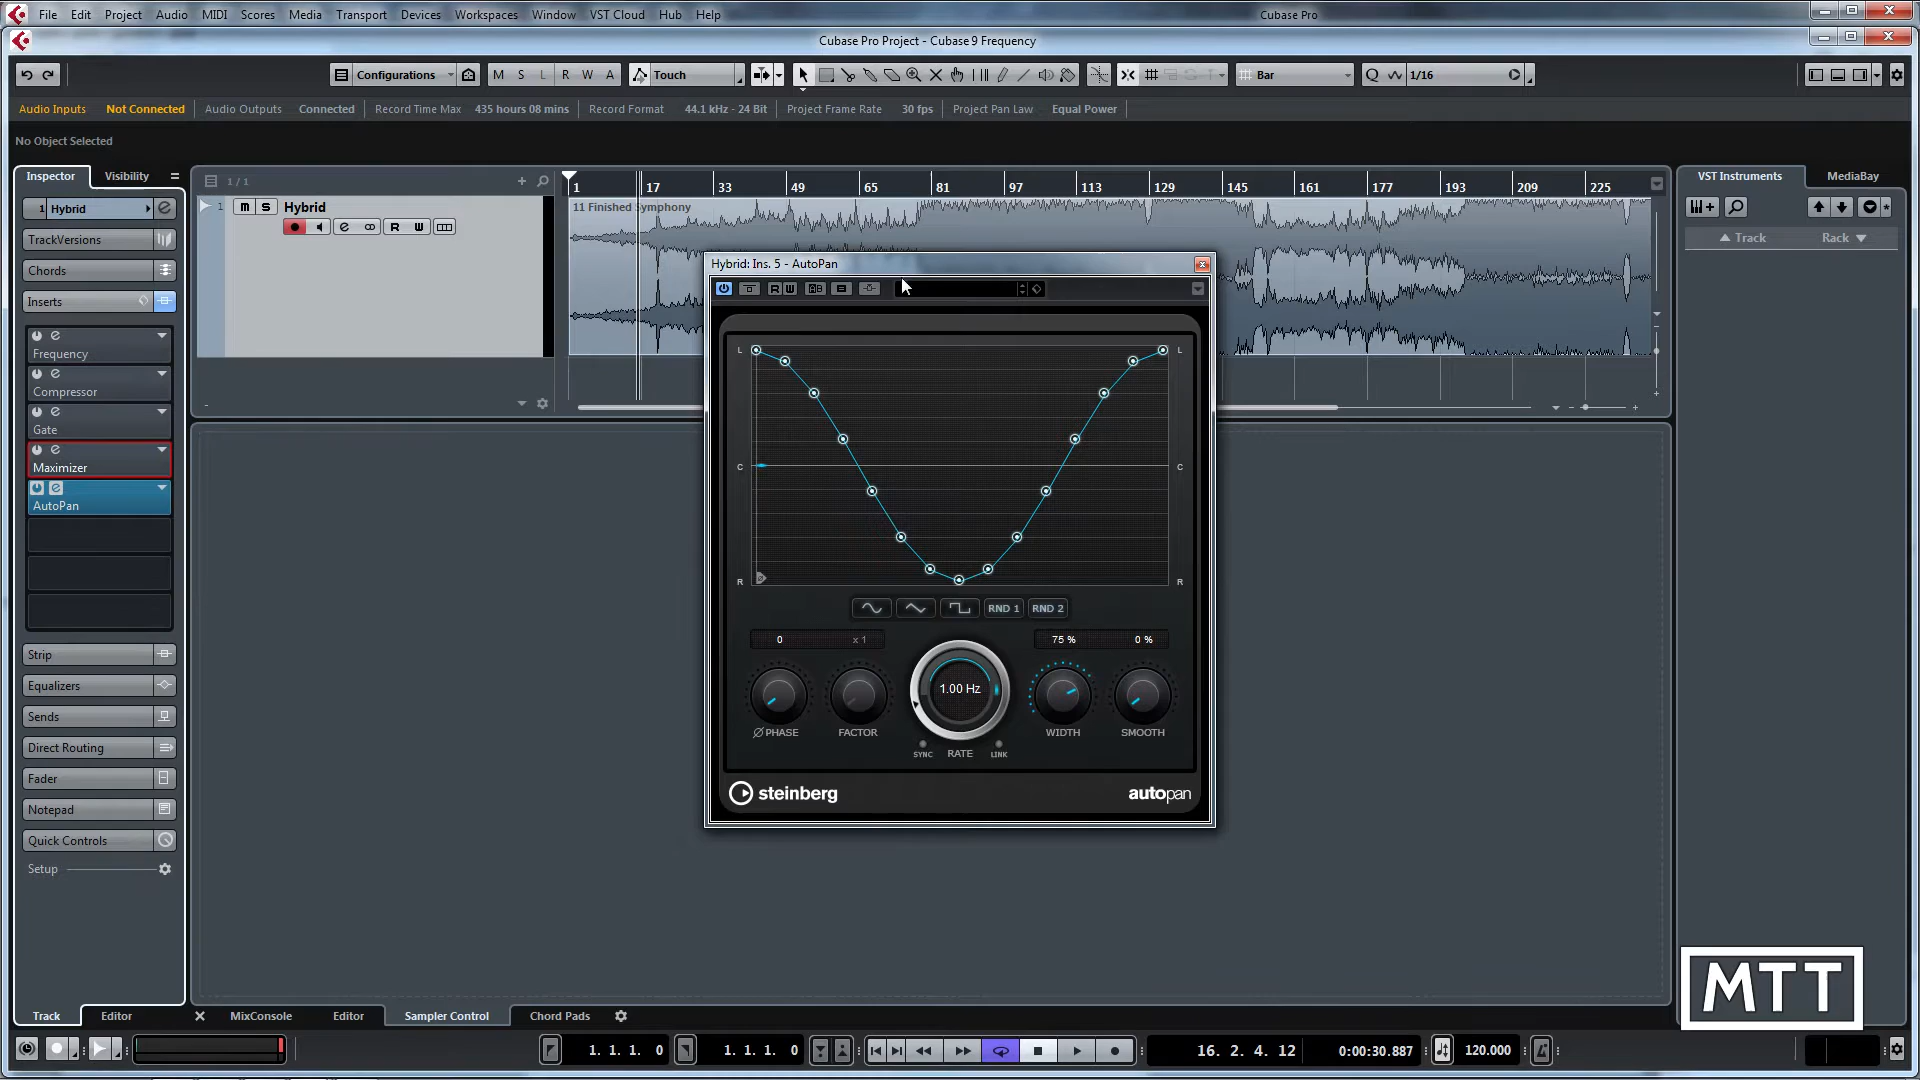 File Edit Project Audio MIDI Scores Media Transport Devices Workspaces Window VST Cloud Hub Help Cubase Pro
Cubase Pro Project - Cubase 9 Frequency
Configurations M S L R W A Touch Bar Q 1/16
Audio Inputs Not Connected Audio Outputs Connected Record Time Max 435 hours 08 mins Record Format 44.1 kHz - 24 Bit Project Frame Rate 30 fps Project Pan Law Equal Power
No Object Selected
Inspector Visibility 1 / 1 1 17 33 49 65 81 97 113 129 145 161 177 193 209 225 VST Instruments MediaBay
1 Hybrid 1 m S Hybrid 11 Finished Symphony
R W
TrackVersions Track Rack
Chords
Inserts
Frequency
Compressor
Gate
Maximizer
AutoPan
Strip
Equalizers
Sends
Direct Routing
Fader
Notepad
Quick Controls
Setup
Hybrid: Ins. 5 - AutoPan
R W
L L
C C
R R
RND 1 RND 2
0 x 1 75 % 0 %
1.00 Hz
PHASE FACTOR WIDTH SMOOTH
SYNC RATE LINK
steinberg autopan
MTT
Track Editor MixConsole Editor Sampler Control Chord Pads
1. 1. 1. 0 1. 1. 1. 0 16. 2. 4. 12 0:00:30.887 120.000